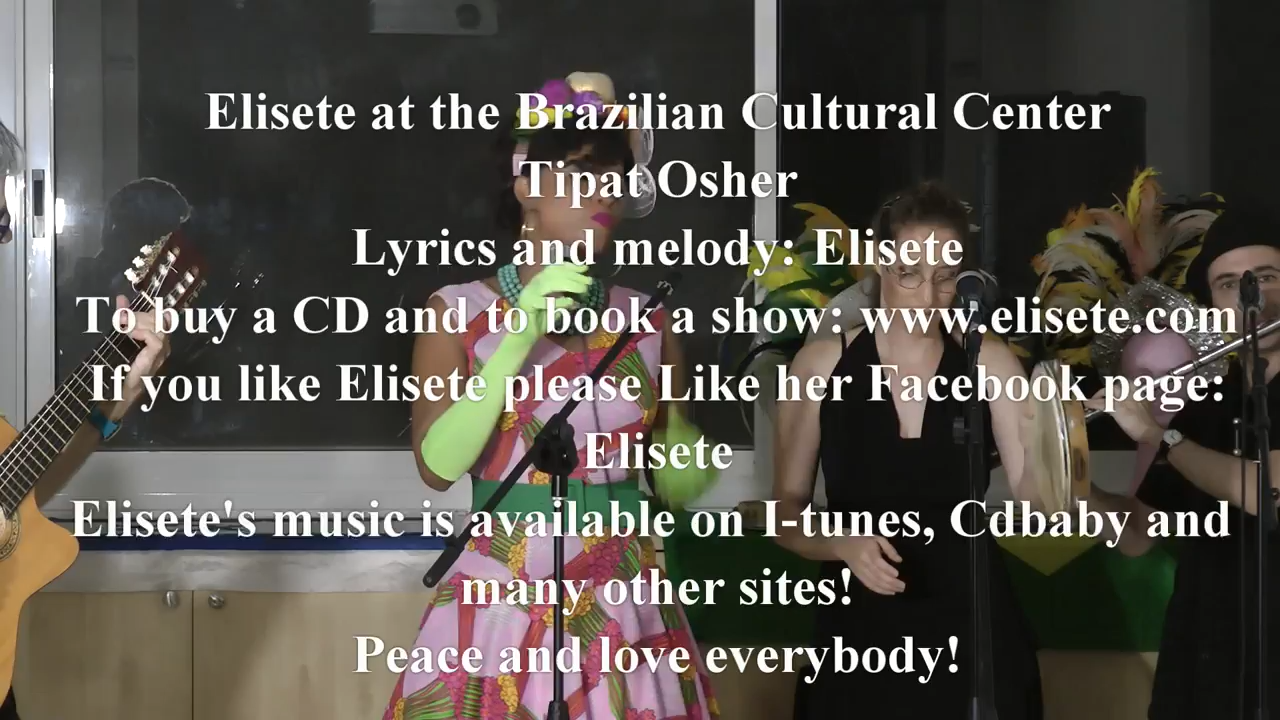 Elisete at the Brazilian Cultural Center
Tipat Osher
Lyrics and melody: Elisete
To buy a CD and to book a show: www.elisete.com
If you like Elisete please Like her Facebook page:
Elisete
Elisete's music is available on I-tunes, Cdbaby and
many other sites!
Peace and love everybody!